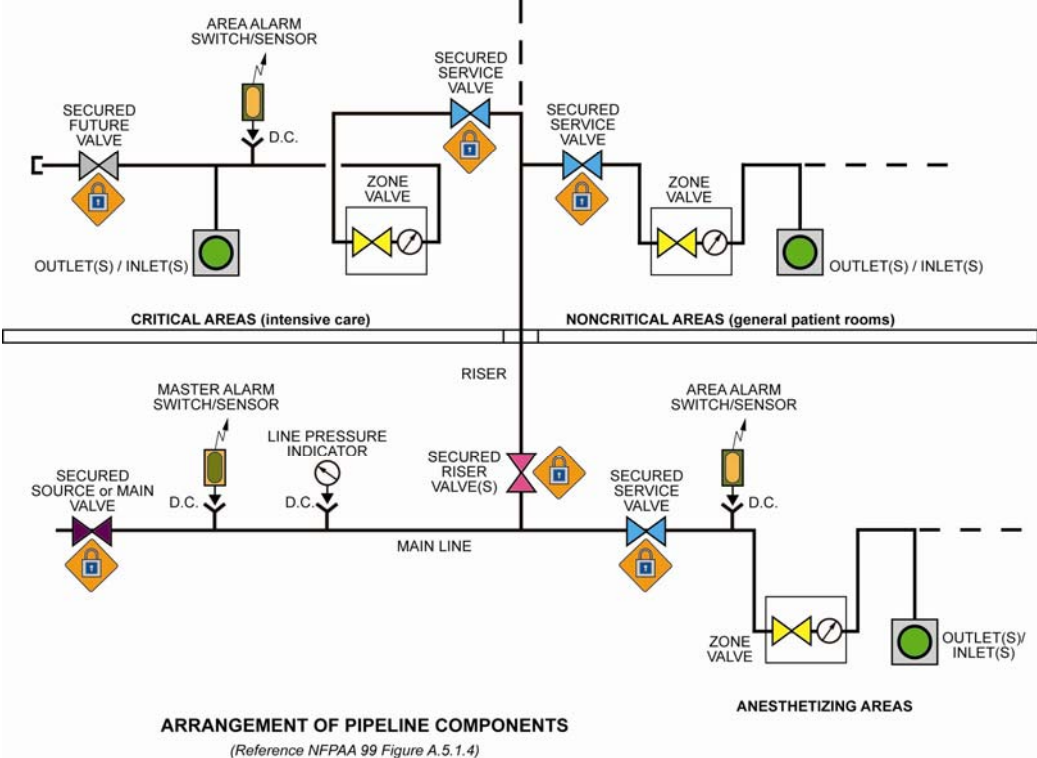 AREA ALARM
SWITCH/SENSOR
SECURED
SERVICE
VALVE
SECURED
FUTURE
VALVE
D.C.
SECURED
SERVICE
VALVE
ZONE
VALVE
ZONE
VALVE
OUTLET(S) / INLET(S)
OUTLET(S) / INLET(S)
CRITICAL AREAS (intensive care)
NONCRITICAL AREAS (general patient rooms)
RISER
MASTER ALARM
SWITCH/SENSOR
LINE PRESSURE
INDICATOR
AREA ALARM
SWITCH/SENSOR
SECURED
SOURCE or MAIN
VALVE
D.C.
D.C.
SECURED
RISER
VALVE(S)
SECURED
SERVICE
VALVE
D.C.
MAIN LINE
ZONE
VALVE
OUTLET(S)/
INLET(S)
ANESTHETIZING AREAS
ARRANGEMENT OF PIPELINE COMPONENTS
(Reference NFPAA 99 Figure A.5.1.4)